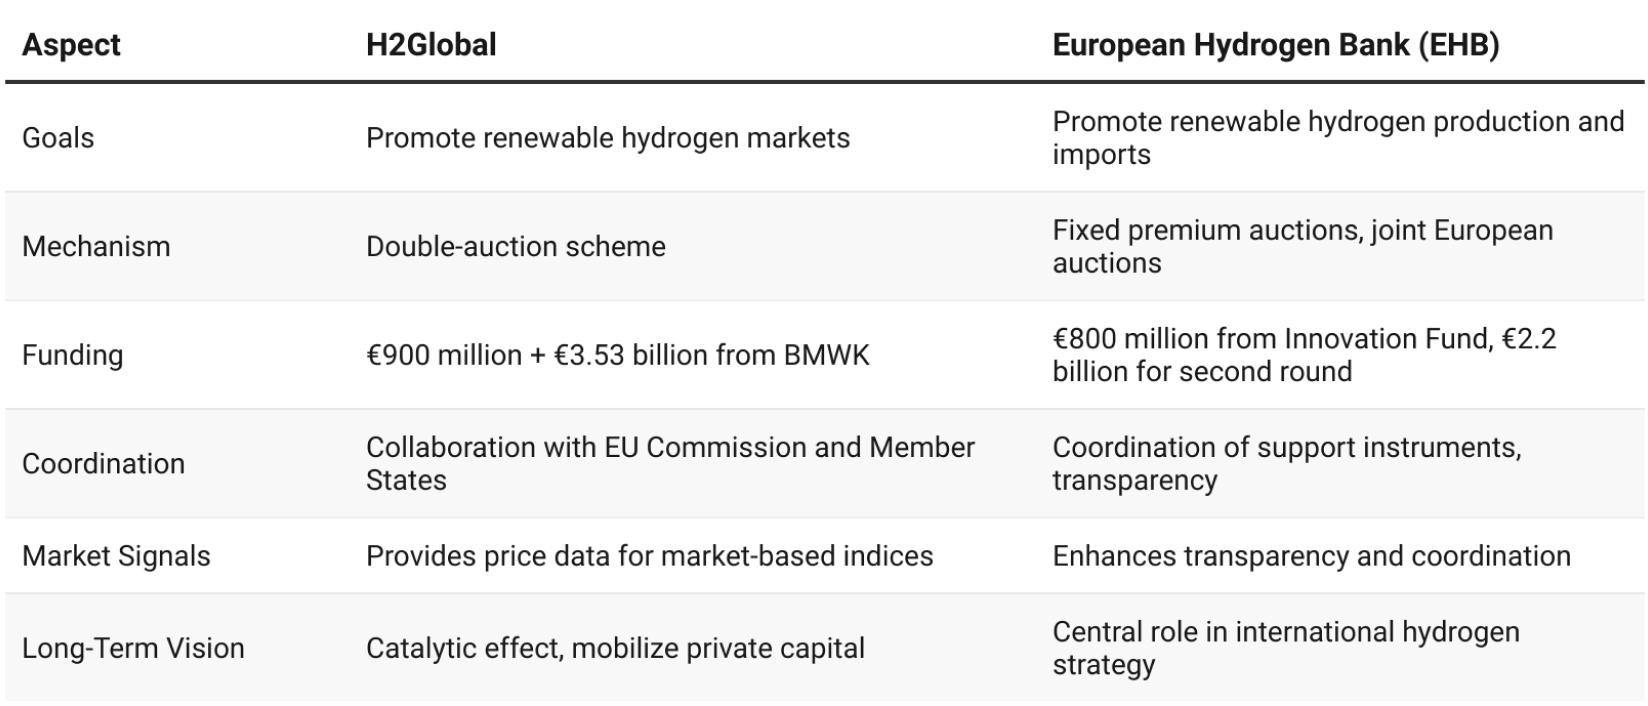 Aspect H2Global European Hydrogen Bank (EHB)
Goals Promote renewable hydrogen markets Promote renewable hydrogen production and
imports
Mechanism Double-auction scheme Fixed premium auctions, joint European
auctions
Funding €900 million + €3.53 billion from BMWK €800 million from Innovation Fund, €2.2
billion for second round
Coordination Collaboration with EU Commission and Member
States Coordination of support instruments,
transparency
Market Signals Provides price data for market-based indices Enhances transparency and coordination
Long-Term Vision Catalytic effect, mobilize private capital Central role in international hydrogen
strategy